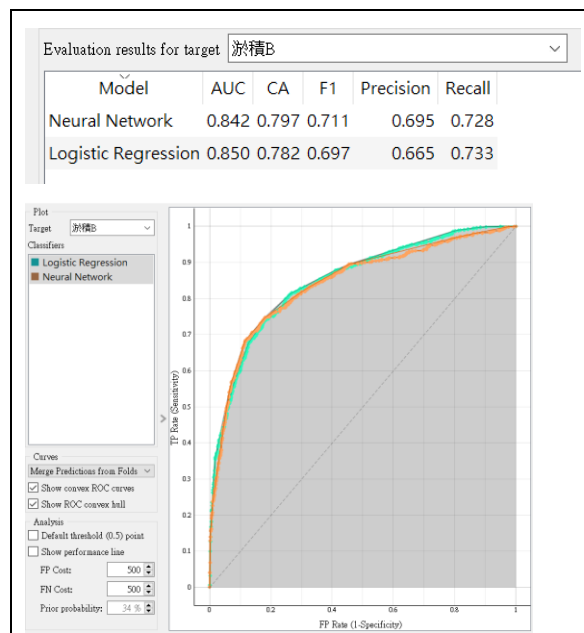 Evaluation results for target 淤積B
Model AUC CA F1 Precision Recall
Neural Network 0.842 0.797 0.711 0.695 0.728
Logistic Regression 0.850 0.782 0.697 0.665 0.733
Plot
Target 淤積B
Classifiers
Logistic Regression
Neural Network
Curves
Merge Predictions from Folds
Show convex ROC curves
Show ROC convex hull
Analysis
Default threshold (0.5) point
Show performance line
FP Cost: 500
FN Cost: 500
Prior probability: 34 %
TP Rate (Sensitivity)
1
0.9
0.8
0.7
0.6
0.5
0.4
0.3
0.2
0.1
0
0 0.2 0.4 0.6 0.8 1
FP Rate (1-Specificity)